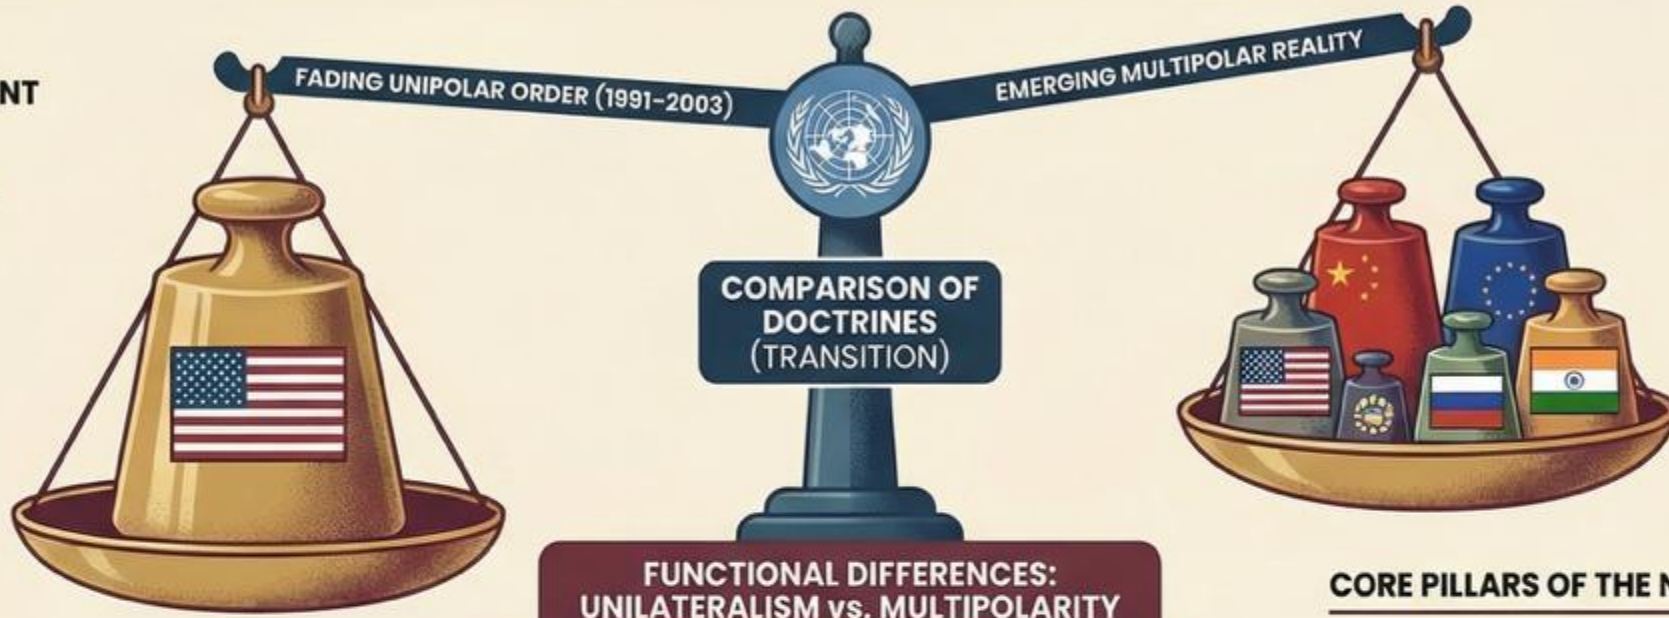 NT
FADING UNIPOLAR ORDER (1991–2003)
EMERGING MULTIPOLAR REALITY
COMPARISON OF
DOCTRINES
(TRANSITION)
FUNCTIONAL DIFFERENCES:
UNILATERALISM vs. MULTIPOLARITY
CORE PILLARS OF THE N